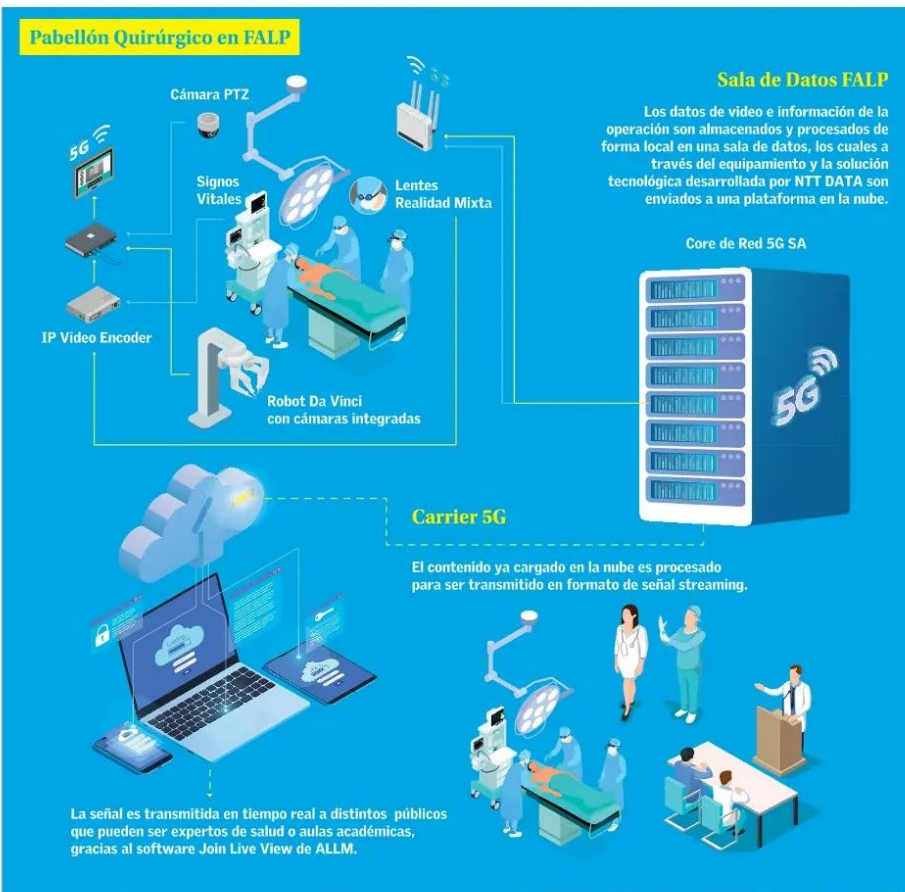 Pabellón Quirúrgico en FALP
Cámara PTZ
5G
Signos
Vitales
Lentes
Realidad Mixta
IP Video Encoder
Robot Da Vinci
con cámaras integradas
Sala de Datos FALP
Los datos de video e información de la
operación son almacenados y procesados de
forma local en una sala de datos, los cuales a
través del equipamiento y la solución
tecnológica desarrollada por NTT DATA son
enviados a una plataforma en la nube.
Core de Red 5G SA
5G
Carrier 5G
El contenido ya cargado en la nube es procesado
para ser transmitido en formato de señal streaming.
La señal es transmitida en tiempo real a distintos públicos
que pueden ser expertos de salud o aulas académicas,
gracias al software Join Live View de ALLM.